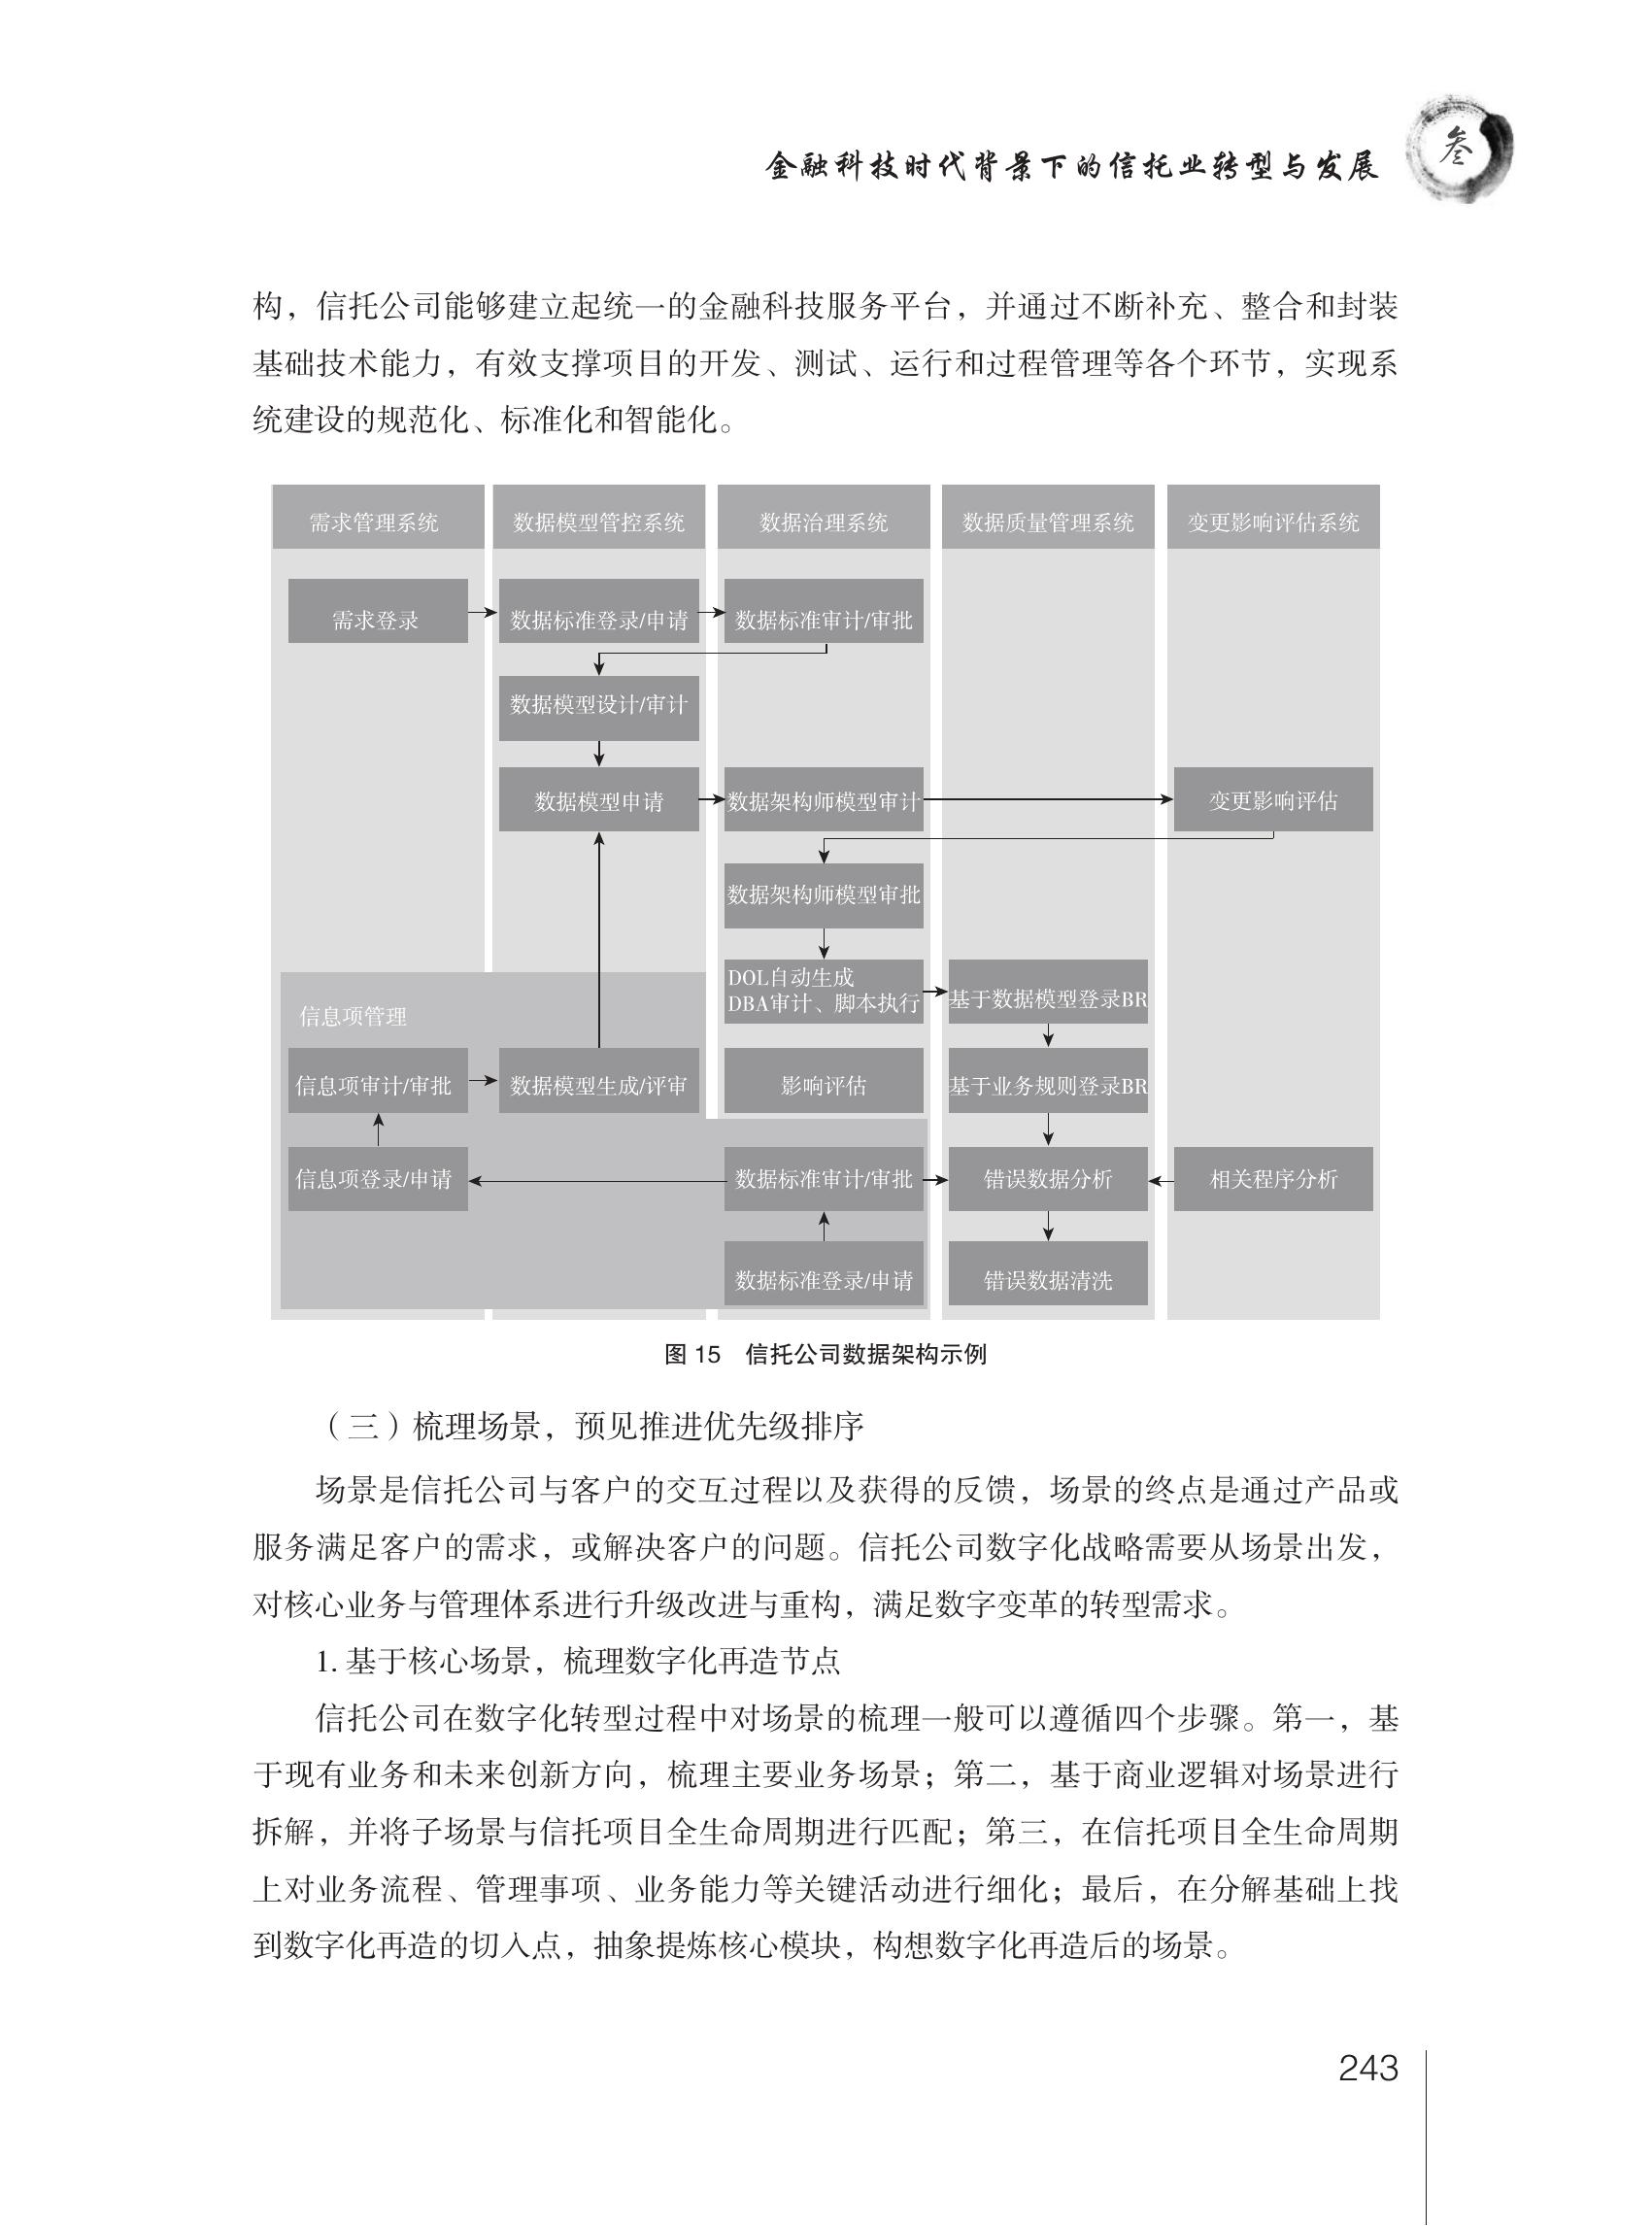 金融科技时代背景下的信托业转型与发展
叁
构，信托公司能够建立起统一的金融科技服务平台，并通过不断补充、整合和封装
基础技术能力，有效支撑项目的开发、测试、运行和过程管理等各个环节，实现系
统建设的规范化、标准化和智能化。
需求管理系统
数据模型管控系统
数据治理系统
数据质量管理系统
变更影响评估系统
需求登录
数据标准登录/申请
数据标准审计/审批
数据模型设计/审计
数据模型申请
数据架构师模型审计
变更影响评估
数据架构师模型审批
DOL自动生成
DBA审计、脚本执行
基于数据模型登录BR
信息项管理
信息项审计/审批
数据模型生成/评审
影响评估
基于业务规则登录BR
信息项登录/申请
数据标准审计/审批
错误数据分析
相关程序分析
数据标准登录/申请
错误数据清洗
图 15　信托公司数据架构示例
（三）梳理场景，预见推进优先级排序
场景是信托公司与客户的交互过程以及获得的反馈，场景的终点是通过产品或
服务满足客户的需求，或解决客户的问题。信托公司数字化战略需要从场景出发，
对核心业务与管理体系进行升级改进与重构，满足数字变革的转型需求。
1. 基于核心场景，梳理数字化再造节点
信托公司在数字化转型过程中对场景的梳理一般可以遵循四个步骤。第一，基
于现有业务和未来创新方向，梳理主要业务场景；第二，基于商业逻辑对场景进行
拆解，并将子场景与信托项目全生命周期进行匹配；第三，在信托项目全生命周期
上对业务流程、管理事项、业务能力等关键活动进行细化；最后，在分解基础上找
到数字化再造的切入点，抽象提炼核心模块，构想数字化再造后的场景。
243